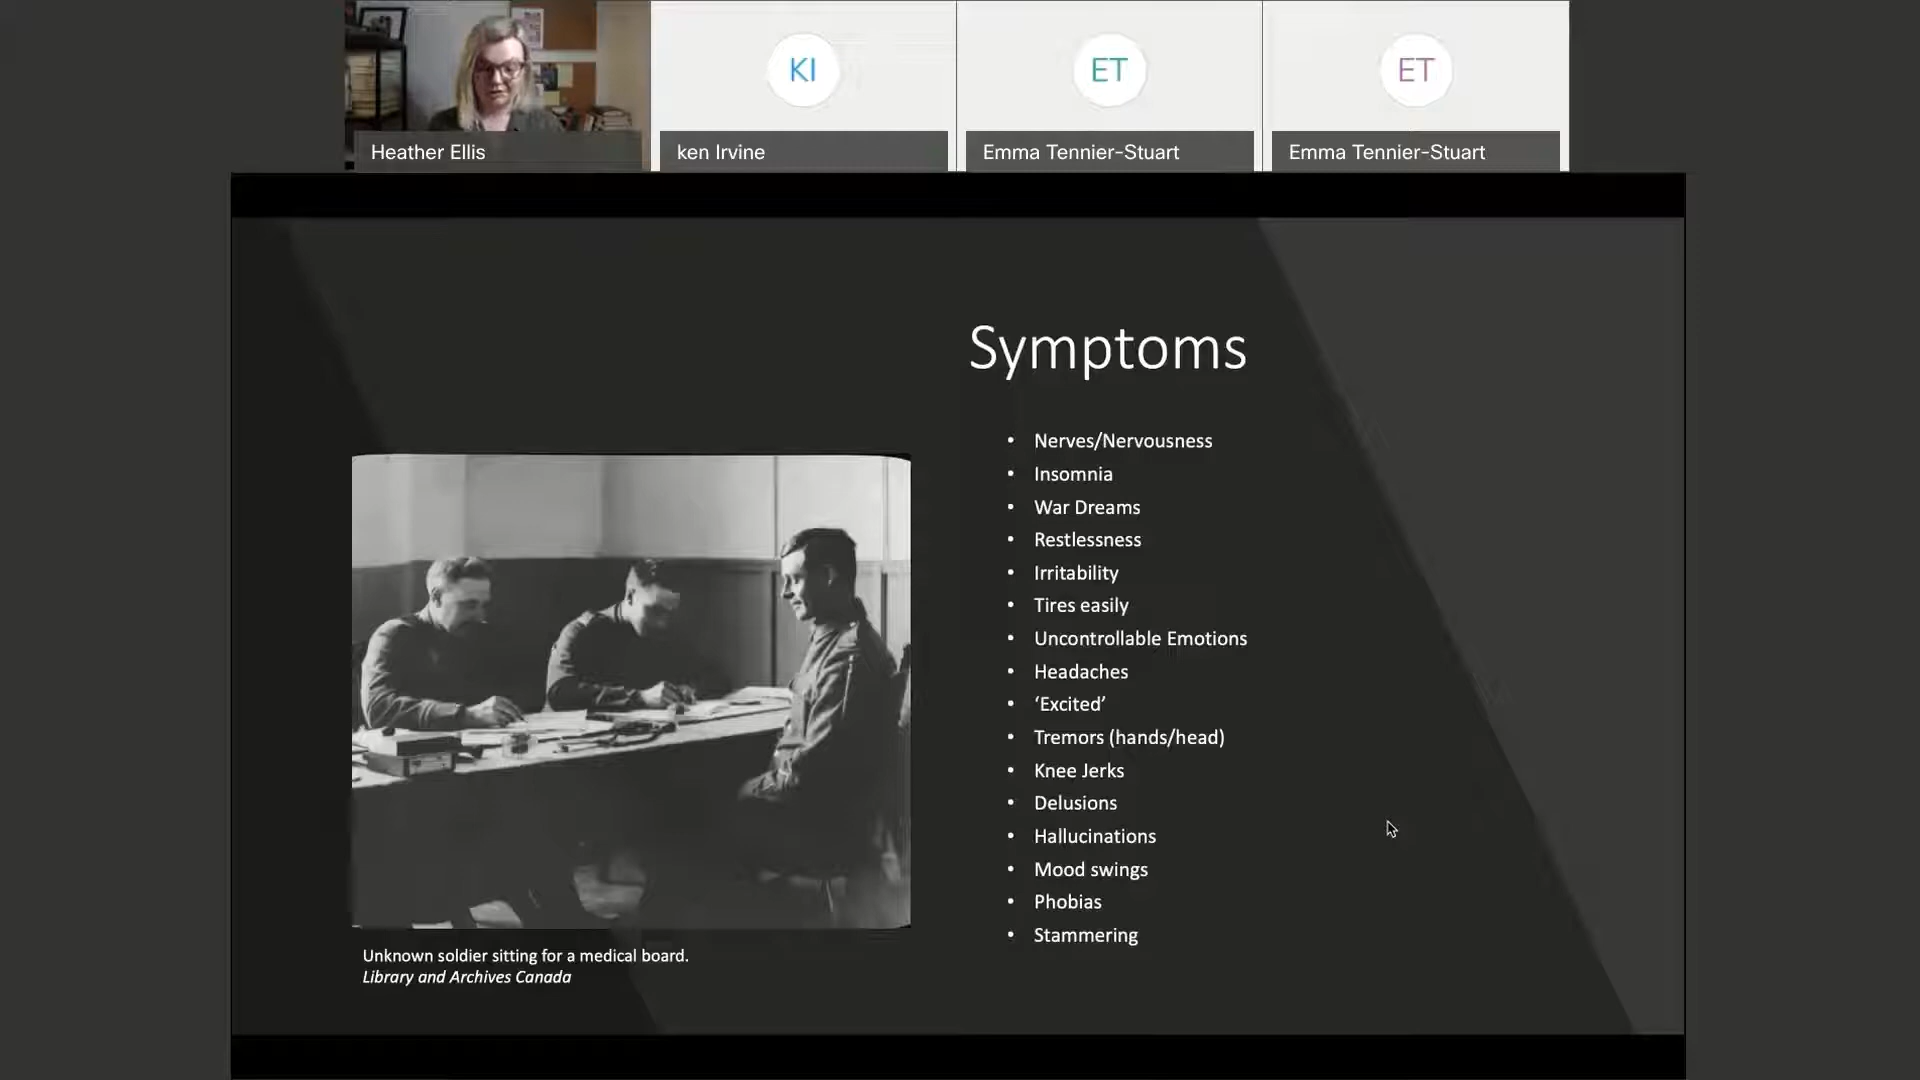 KI
ET
ET
Heather Ellis
ken Irvine
Emma Tennier-Stuart
Emma Tennier-Stuart
Symptoms
• Nerves/Nervousness
• Insomnia
• War Dreams
• Restlessness
• Irritability
• Tires easily
• Uncontrollable Emotions
• Headaches
• ‘Excited’
• Tremors (hands/head)
• Knee Jerks
• Delusions
• Hallucinations
• Mood swings
• Phobias
• Stammering
Unknown soldier sitting for a medical board.
Library and Archives Canada